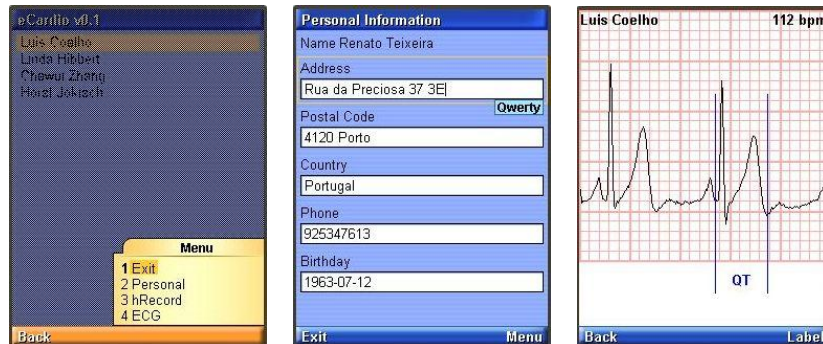 eCardio v0.1
Luis Coelho
Linda Hibbert
Chawui Zhang
Horst Jokisch
Menu
1 Exit
2 Personal
3 hRecord
4 ECG
Back
Personal Information
Name Renato Teixeira
Address
Rua da Preciosa 37 3E
Qwerty
Postal Code
4120 Porto
Country
Portugal
Phone
925347613
Birthday
1963-07-12
Exit Menu
Luis Coelho 112 bpm
QT
Back Label